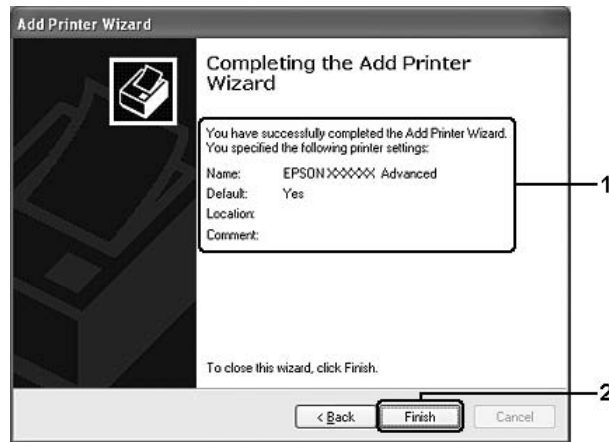 Add Printer Wizard
Completing the Add Printer
Wizard
You have successfully completed the Add Printer Wizard.
You specified the following printer settings:
Name: EPSON XXXXXX Advanced
Default: Yes
Location:
Comment:
1
To close this wizard, click Finish.
2
< Back Finish Cancel